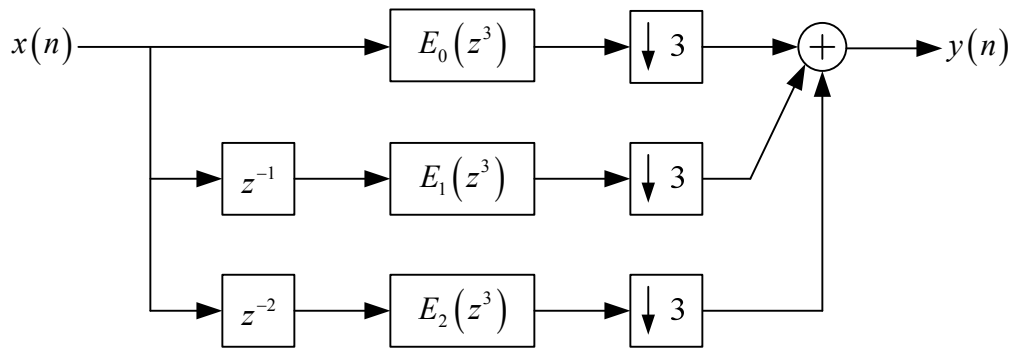 x(n) E₀(z³) ↓ 3 + y(n)
z⁻¹ E₁(z³) ↓ 3
z⁻² E₂(z³) ↓ 3